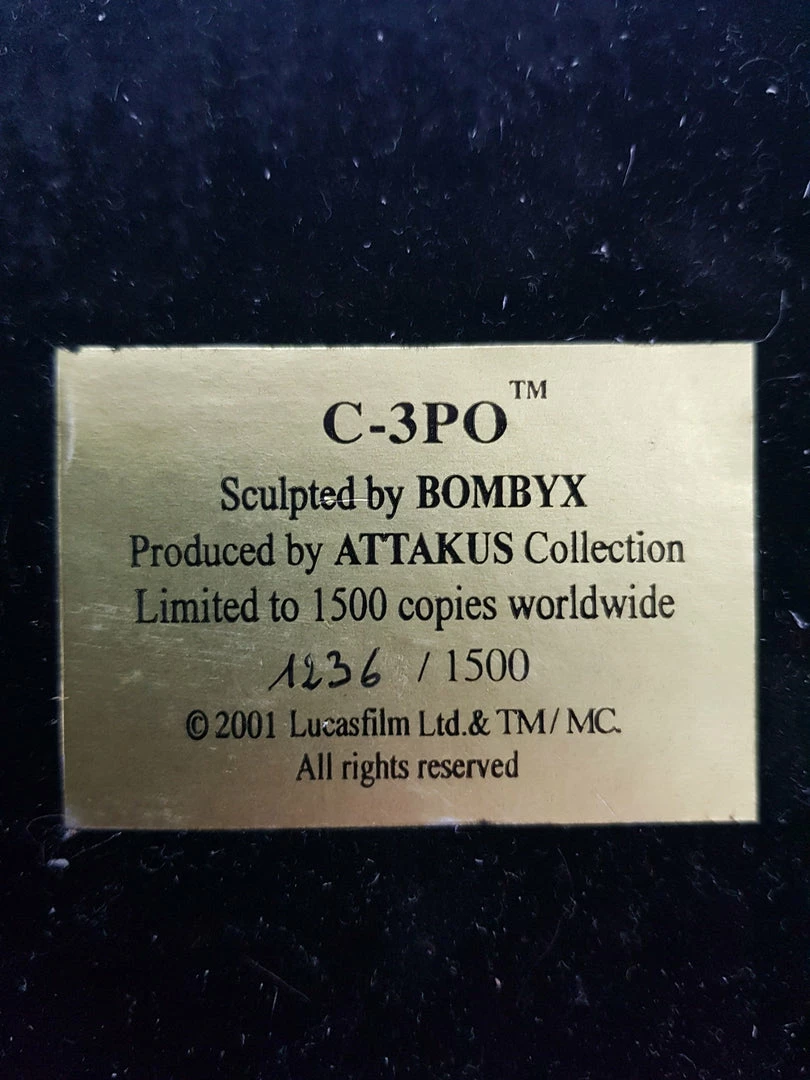 C-3PO™
Sculpted by BOMBYX
Produced by ATTAKUS Collection
Limited to 1500 copies worldwide
1236 / 1500
© 2001 Lucasfilm Ltd.& TM/ MC.
All rights reserved